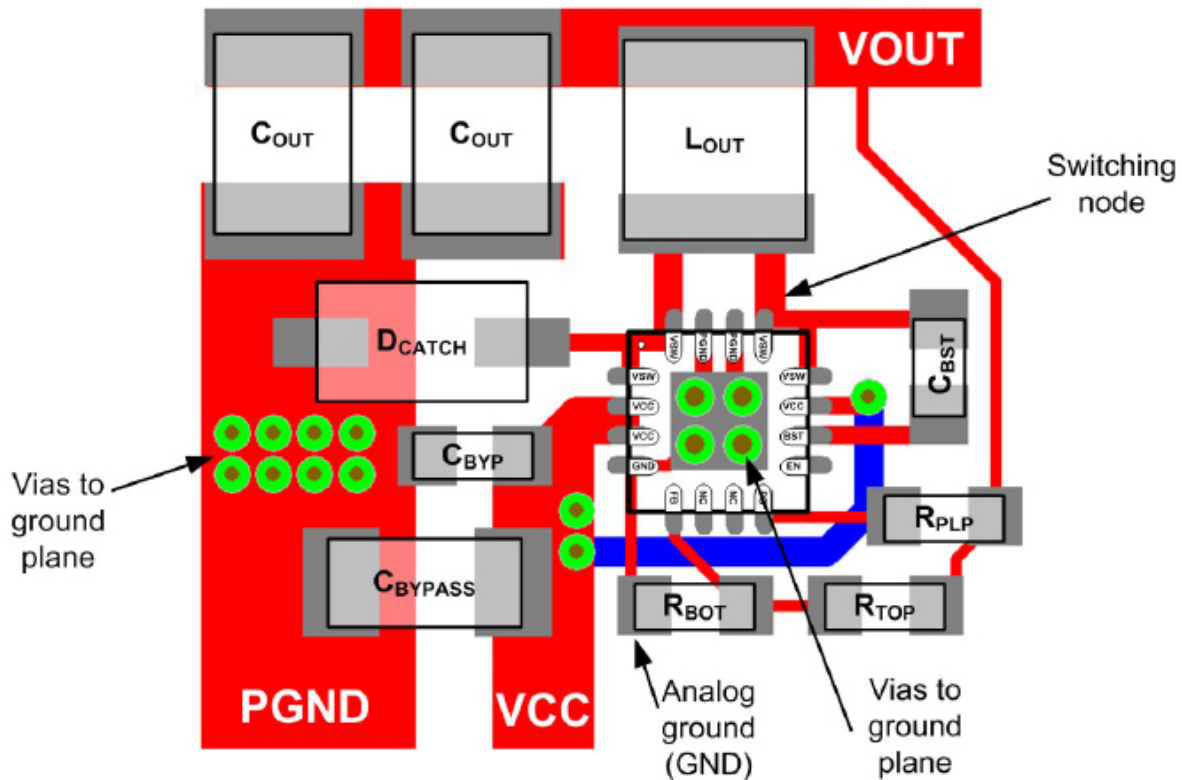 VOUT
COUT
COUT
LOUT
Switching
node
DCATCH
CBST
VSW
PGND
PGND
VSW
VSW
VCC
VCC
GND
VSW
VCC
BST
EN
FB
NC
NC
CBYP
Vias to
ground
plane
RPLP
CBYPASS
RBOT
RTOP
PGND
VCC
Analog
ground
(GND)
Vias to
ground
plane